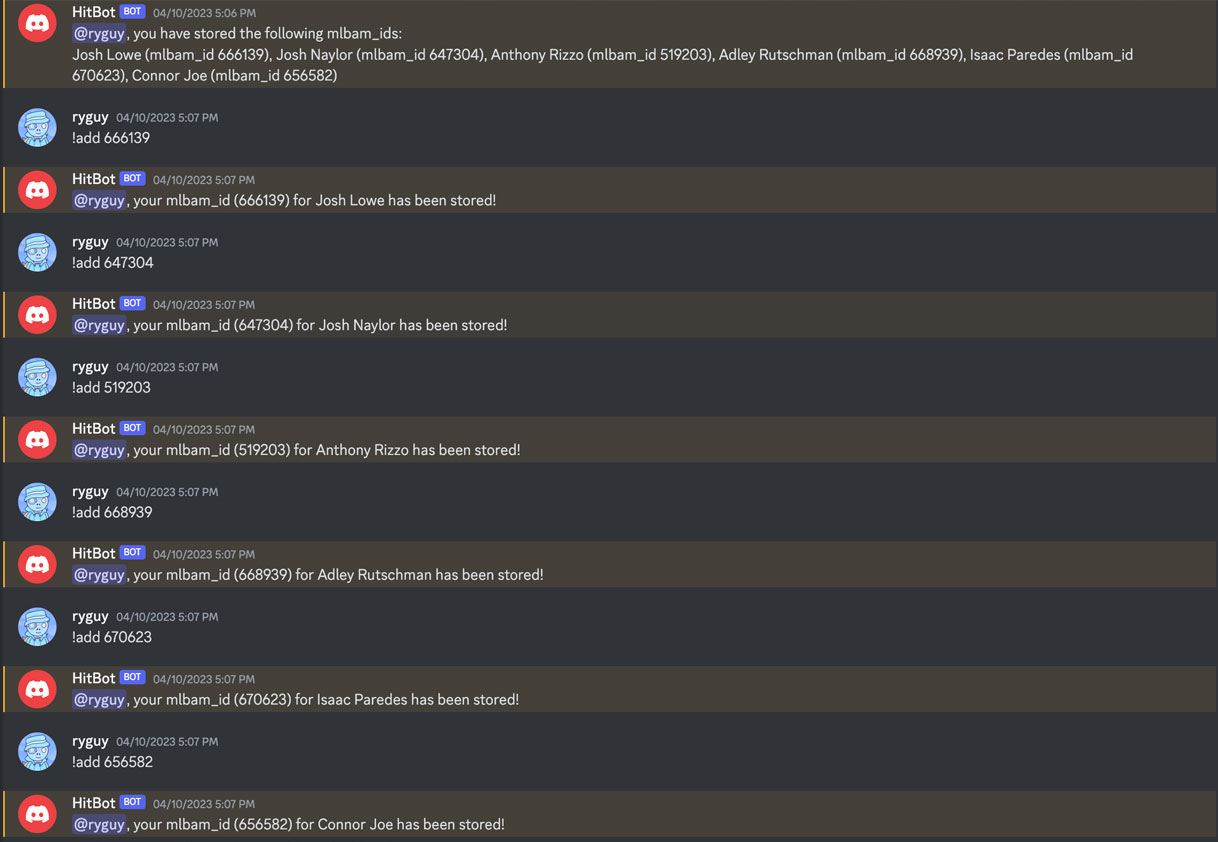 HitBot BOT 04/10/2023 5:06 PM
@ryguy, you have stored the following mlbam_ids:
Josh Lowe (mlbam_id 666139), Josh Naylor (mlbam_id 647304), Anthony Rizzo (mlbam_id 519203), Adley Rutschman (mlbam_id 668939), Isaac Paredes (mlbam_id
670623), Connor Joe (mlbam_id 656582)
ryguy 04/10/2023 5:07 PM
!add 666139
HitBot BOT 04/10/2023 5:07 PM
@ryguy, your mlbam_id (666139) for Josh Lowe has been stored!
ryguy 04/10/2023 5:07 PM
!add 647304
HitBot BOT 04/10/2023 5:07 PM
@ryguy, your mlbam_id (647304) for Josh Naylor has been stored!
ryguy 04/10/2023 5:07 PM
!add 519203
HitBot BOT 04/10/2023 5:07 PM
@ryguy, your mlbam_id (519203) for Anthony Rizzo has been stored!
ryguy 04/10/2023 5:07 PM
!add 668939
HitBot BOT 04/10/2023 5:07 PM
@ryguy, your mlbam_id (668939) for Adley Rutschman has been stored!
ryguy 04/10/2023 5:07 PM
!add 670623
HitBot BOT 04/10/2023 5:07 PM
@ryguy, your mlbam_id (670623) for Isaac Paredes has been stored!
ryguy 04/10/2023 5:07 PM
!add 656582
HitBot BOT 04/10/2023 5:07 PM
@ryguy, your mlbam_id (656582) for Connor Joe has been stored!